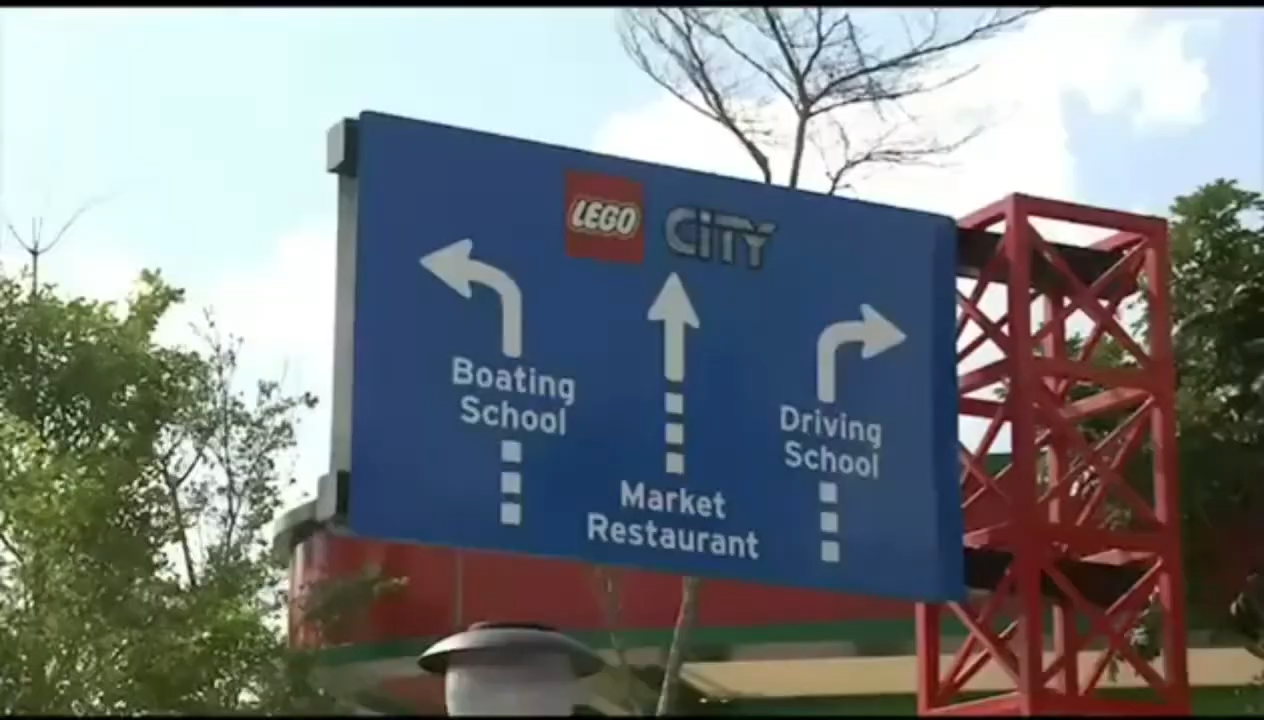 LEGO CITY
Boating
School
Market
Restaurant
Driving
School